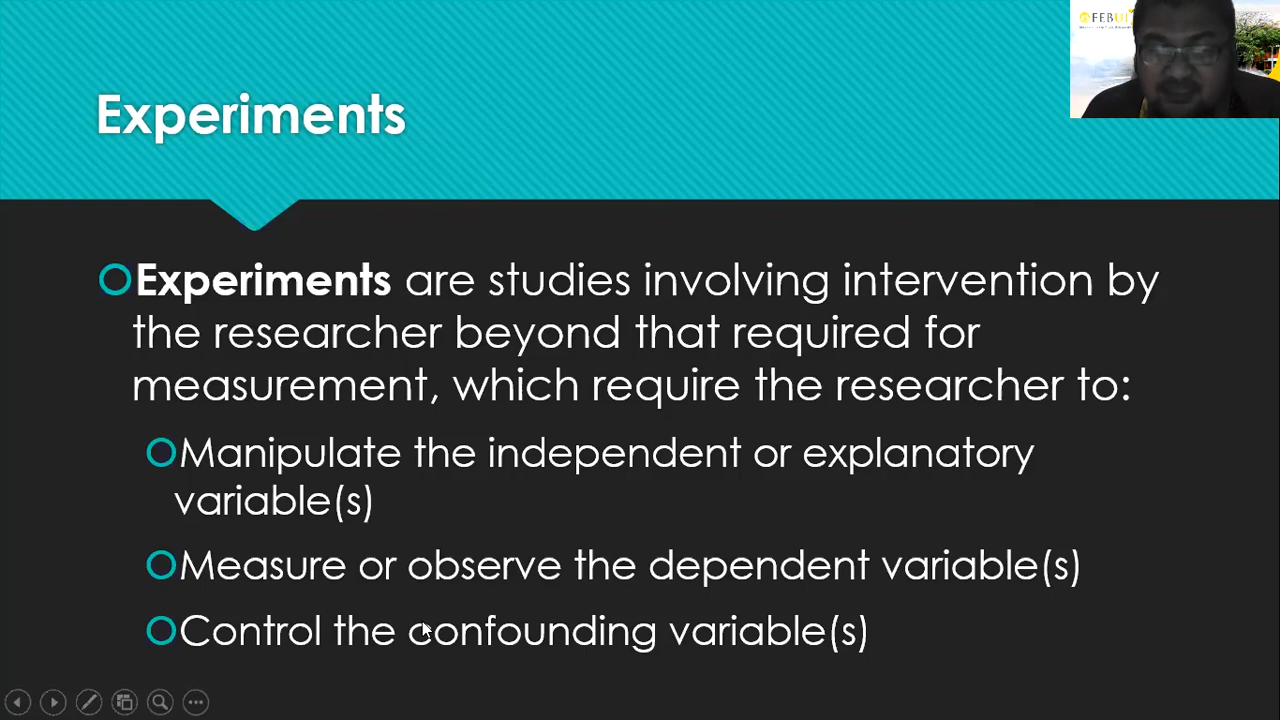 FEBUI
Experiments
Experiments are studies involving intervention by
the researcher beyond that required for
measurement, which require the researcher to:
Manipulate the independent or explanatory
variable(s)
Measure or observe the dependent variable(s)
Control the confounding variable(s)